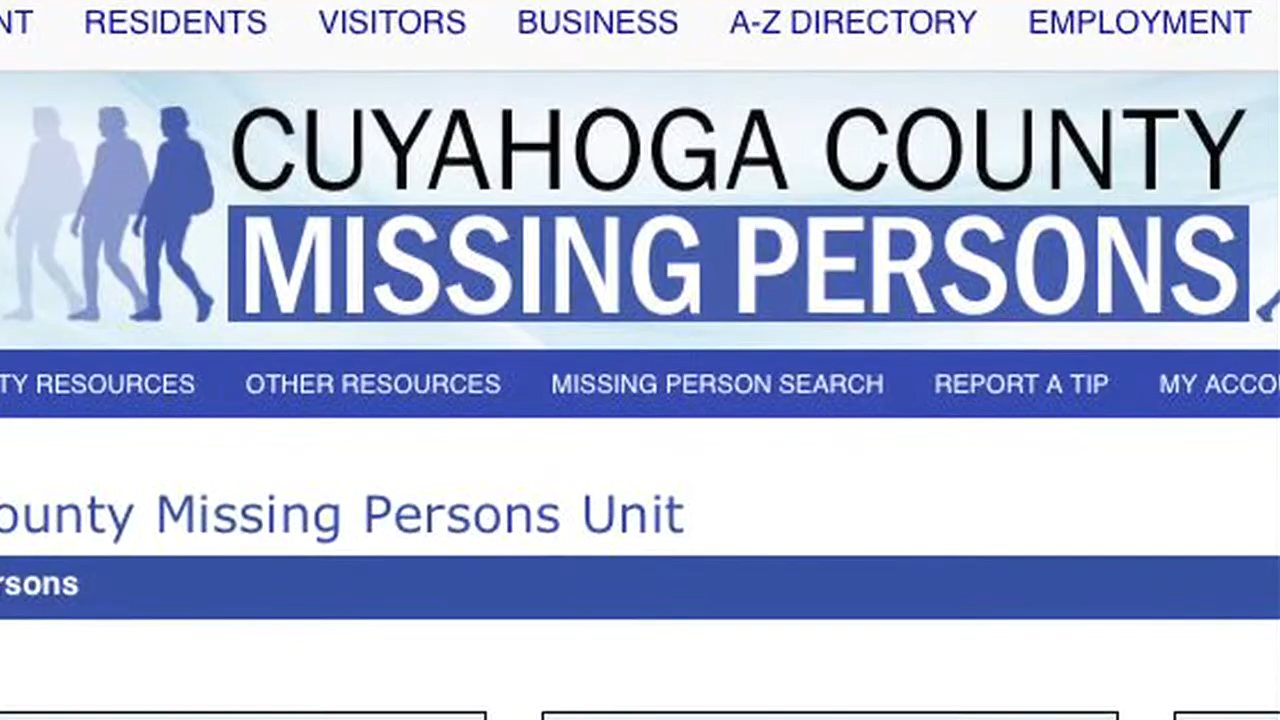 NT RESIDENTS VISITORS BUSINESS A-Z DIRECTORY EMPLOYMENT
CUYAHOGA COUNTY
MISSING PERSONS
TY RESOURCES OTHER RESOURCES MISSING PERSON SEARCH REPORT A TIP MY ACCO
ounty Missing Persons Unit
rsons